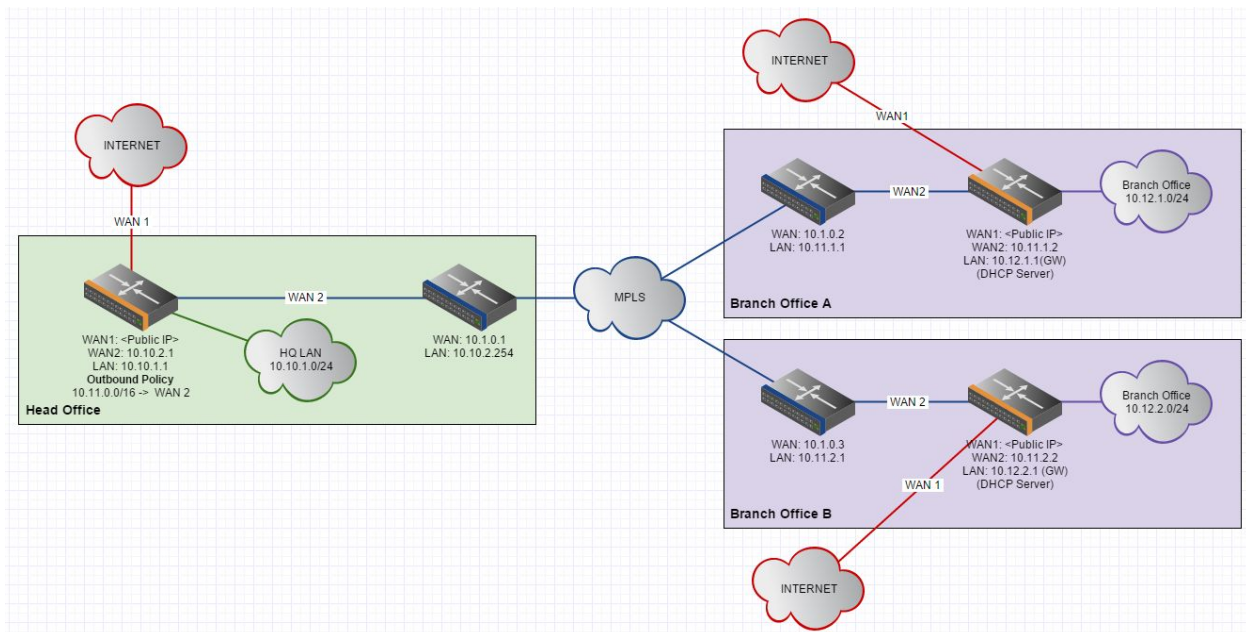 INTERNET
WAN 1
WAN1: <Public IP>
WAN2: 10.10.2.1
LAN: 10.10.1.1
Outbound Policy
10.11.0.0/16 -> WAN 2
Head Office
HQ LAN
10.10.1.0/24
WAN 2
WAN: 10.1.0.1
LAN: 10.10.2.254
MPLS
INTERNET
WAN1
WAN: 10.1.0.2
LAN: 10.11.1.1
WAN2
WAN1: <Public IP>
WAN2: 10.11.1.2
LAN: 10.12.1.1(GW)
(DHCP Server)
Branch Office
10.12.1.0/24
Branch Office A
WAN: 10.1.0.3
LAN: 10.11.2.1
WAN 2
WAN1: <Public IP>
WAN2: 10.11.2.2
LAN: 10.12.2.1 (GW)
(DHCP Server)
Branch Office
10.12.2.0/24
WAN 1
Branch Office B
INTERNET